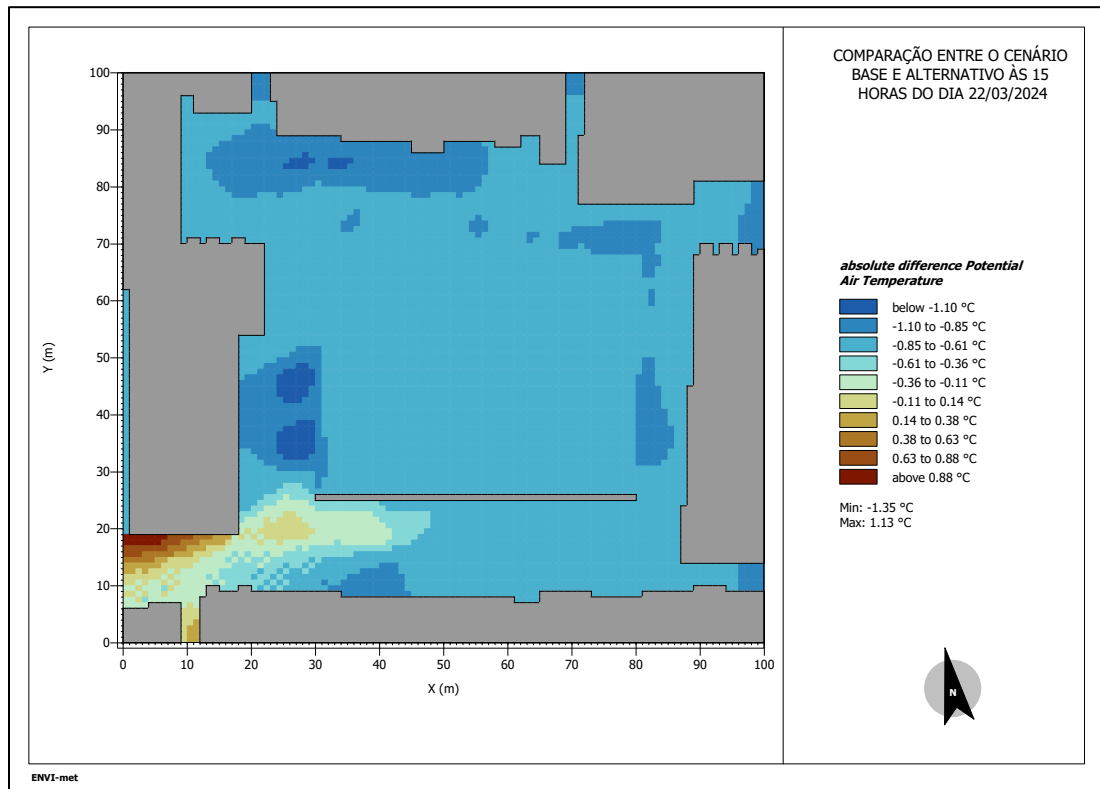 COMPARAÇÃO ENTRE O CENÁRIO
BASE E ALTERNATIVO ÀS 15
HORAS DO DIA 22/03/2024
100
90
80
70
60
50
40
30
20
10
0
Y (m)
0 10 20 30 40 50 60 70 80 90 100
X (m)
absolute difference Potential
Air Temperature
below -1.10 °C
-1.10 to -0.85 °C
-0.85 to -0.61 °C
-0.61 to -0.36 °C
-0.36 to -0.11 °C
-0.11 to 0.14 °C
0.14 to 0.38 °C
0.38 to 0.63 °C
0.63 to 0.88 °C
above 0.88 °C
Min: -1.35 °C
Max: 1.13 °C
N
ENVI-met